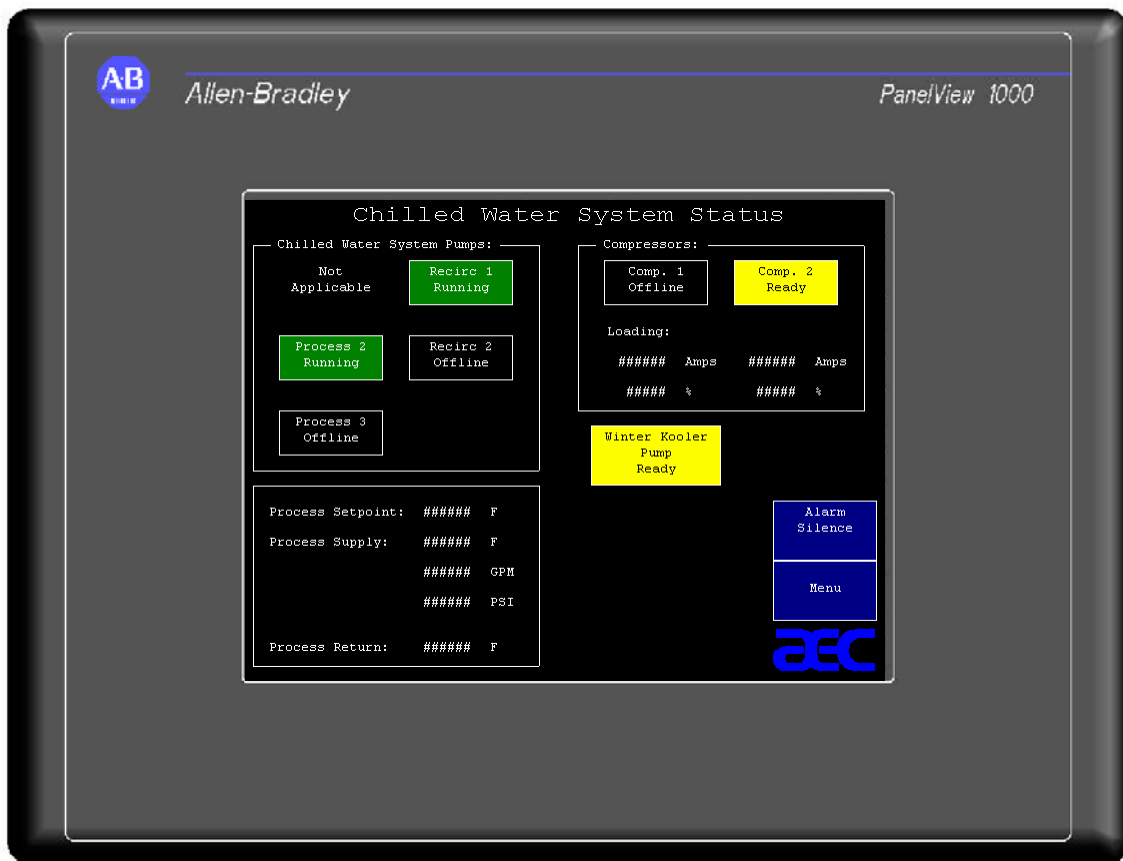 A·B
Allen-Bradley
PanelView 1000
Chilled Water System Status
Chilled Water System Pumps:
Not
Applicable
Recirc 1
Running
Process 2
Running
Recirc 2
Offline
Process 3
Offline
Compressors:
Comp. 1
Offline
Comp. 2
Ready
Loading:
###### Amps ###### Amps
##### % ##### %
Winter Kooler
Pump
Ready
Process Setpoint: ###### F
Process Supply: ###### F
###### GPM
###### PSI
Process Return: ###### F
Alarm
Silence
Menu
AEC